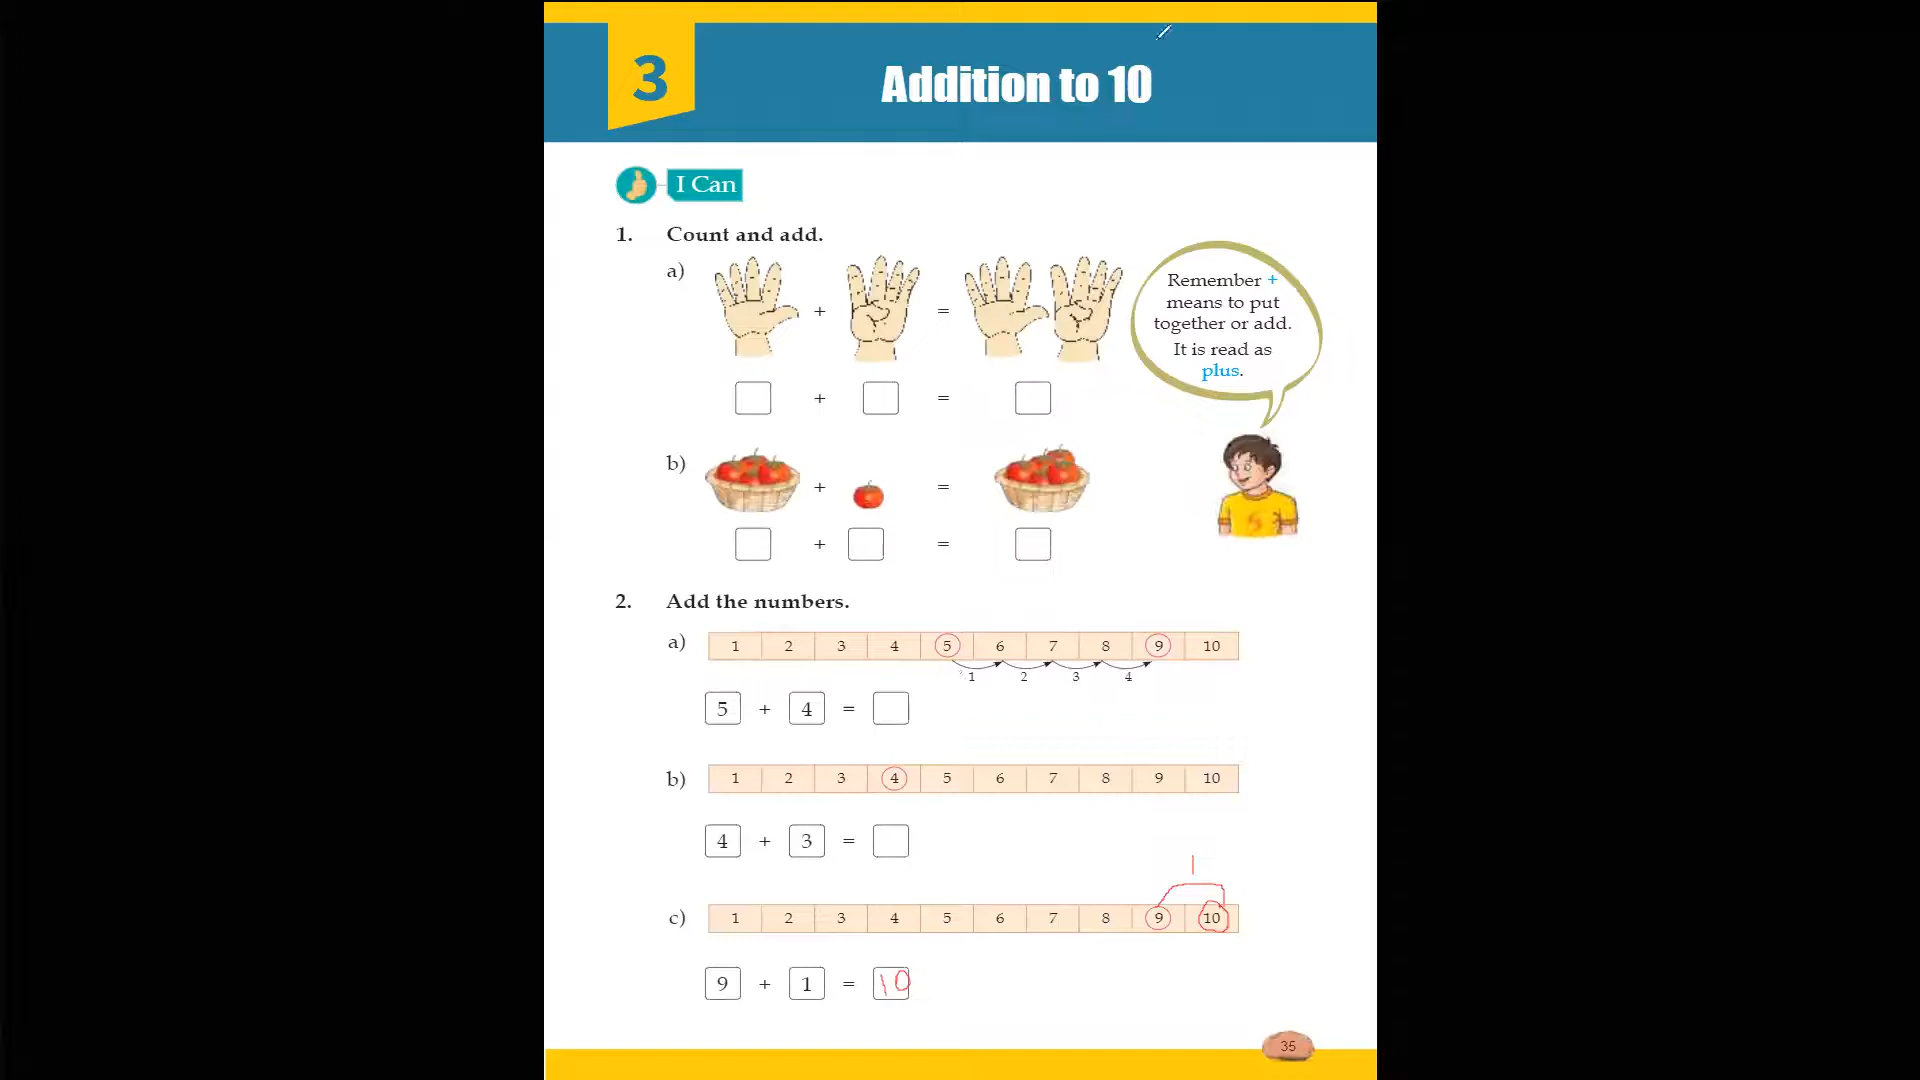 3
Addition to 10
I Can
1. Count and add.
a)
+ =
Remember +
means to put
together or add.
It is read as
plus.
+ =
b)
+ =
+ =
2. Add the numbers.
a) 1 2 3 4 5 6 7 8 9 10
1 2 3 4
5 + 4 =
b) 1 2 3 4 5 6 7 8 9 10
4 + 3 =
1
c) 1 2 3 4 5 6 7 8 9 10
9 + 1 = 10
35